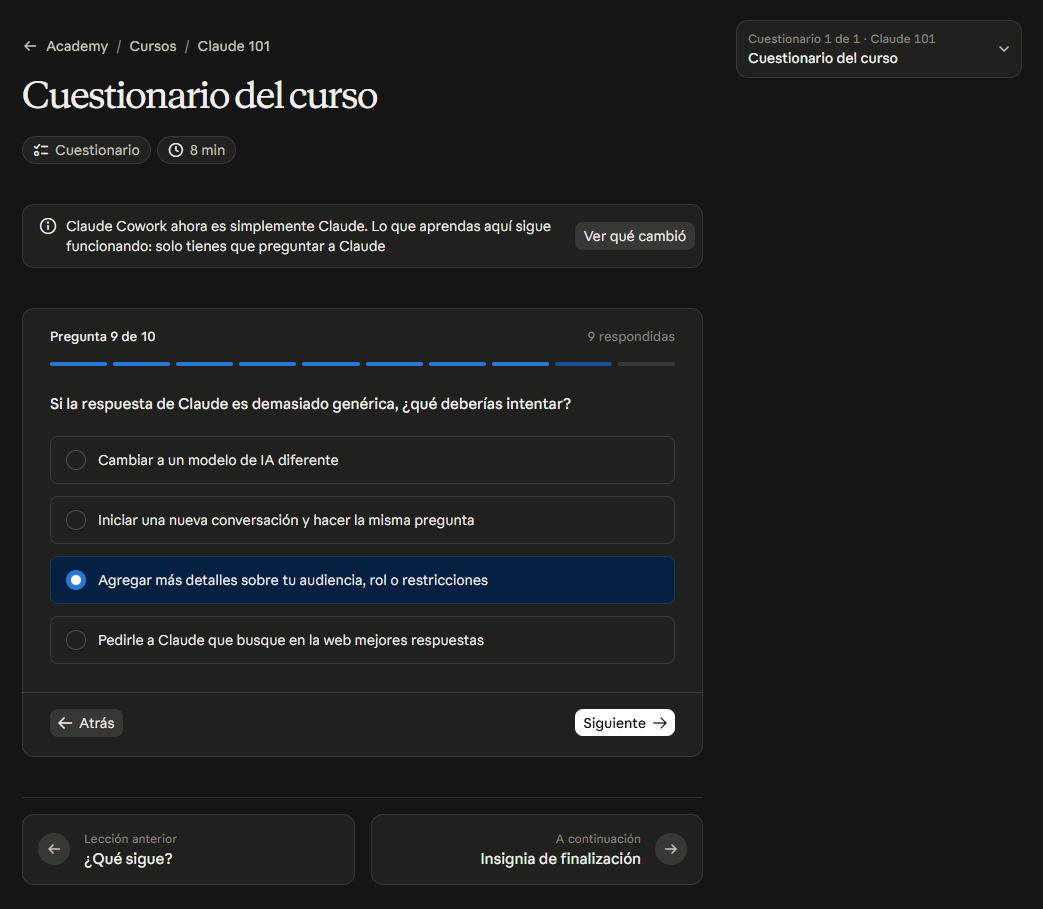 Academy / Cursos / Claude 101
Cuestionario 1 de 1 · Claude 101
Cuestionario del curso
Cuestionario del curso
Cuestionario
8 min
Claude Cowork ahora es simplemente Claude. Lo que aprendas aquí sigue
funcionando: solo tienes que preguntar a Claude
Ver qué cambió
Pregunta 9 de 10
9 respondidas
Si la respuesta de Claude es demasiado genérica, ¿qué deberías intentar?
Cambiar a un modelo de IA diferente
Iniciar una nueva conversación y hacer la misma pregunta
Agregar más detalles sobre tu audiencia, rol o restricciones
Pedirle a Claude que busque en la web mejores respuestas
Atrás
Siguiente
Lección anterior
¿Qué sigue?
A continuación
Insignia de finalización